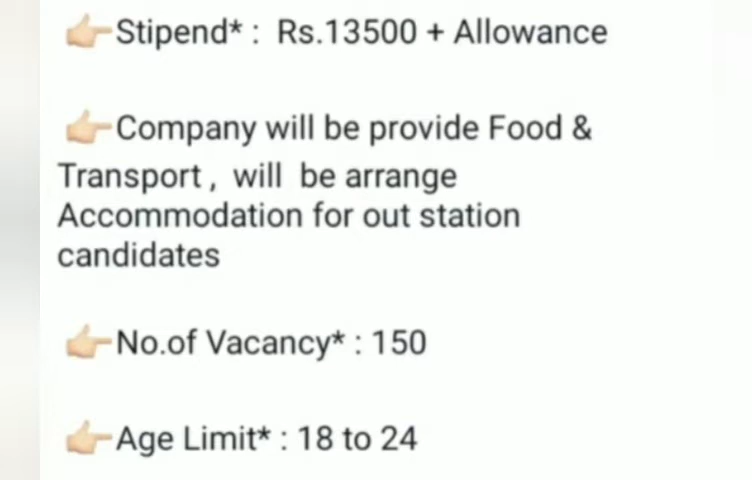 👉🏻Stipend* : Rs.13500 + Allowance
👉🏻Company will be provide Food &
Transport , will be arrange
Accommodation for out station
candidates
👉🏻No.of Vacancy* : 150
👉🏻Age Limit* : 18 to 24